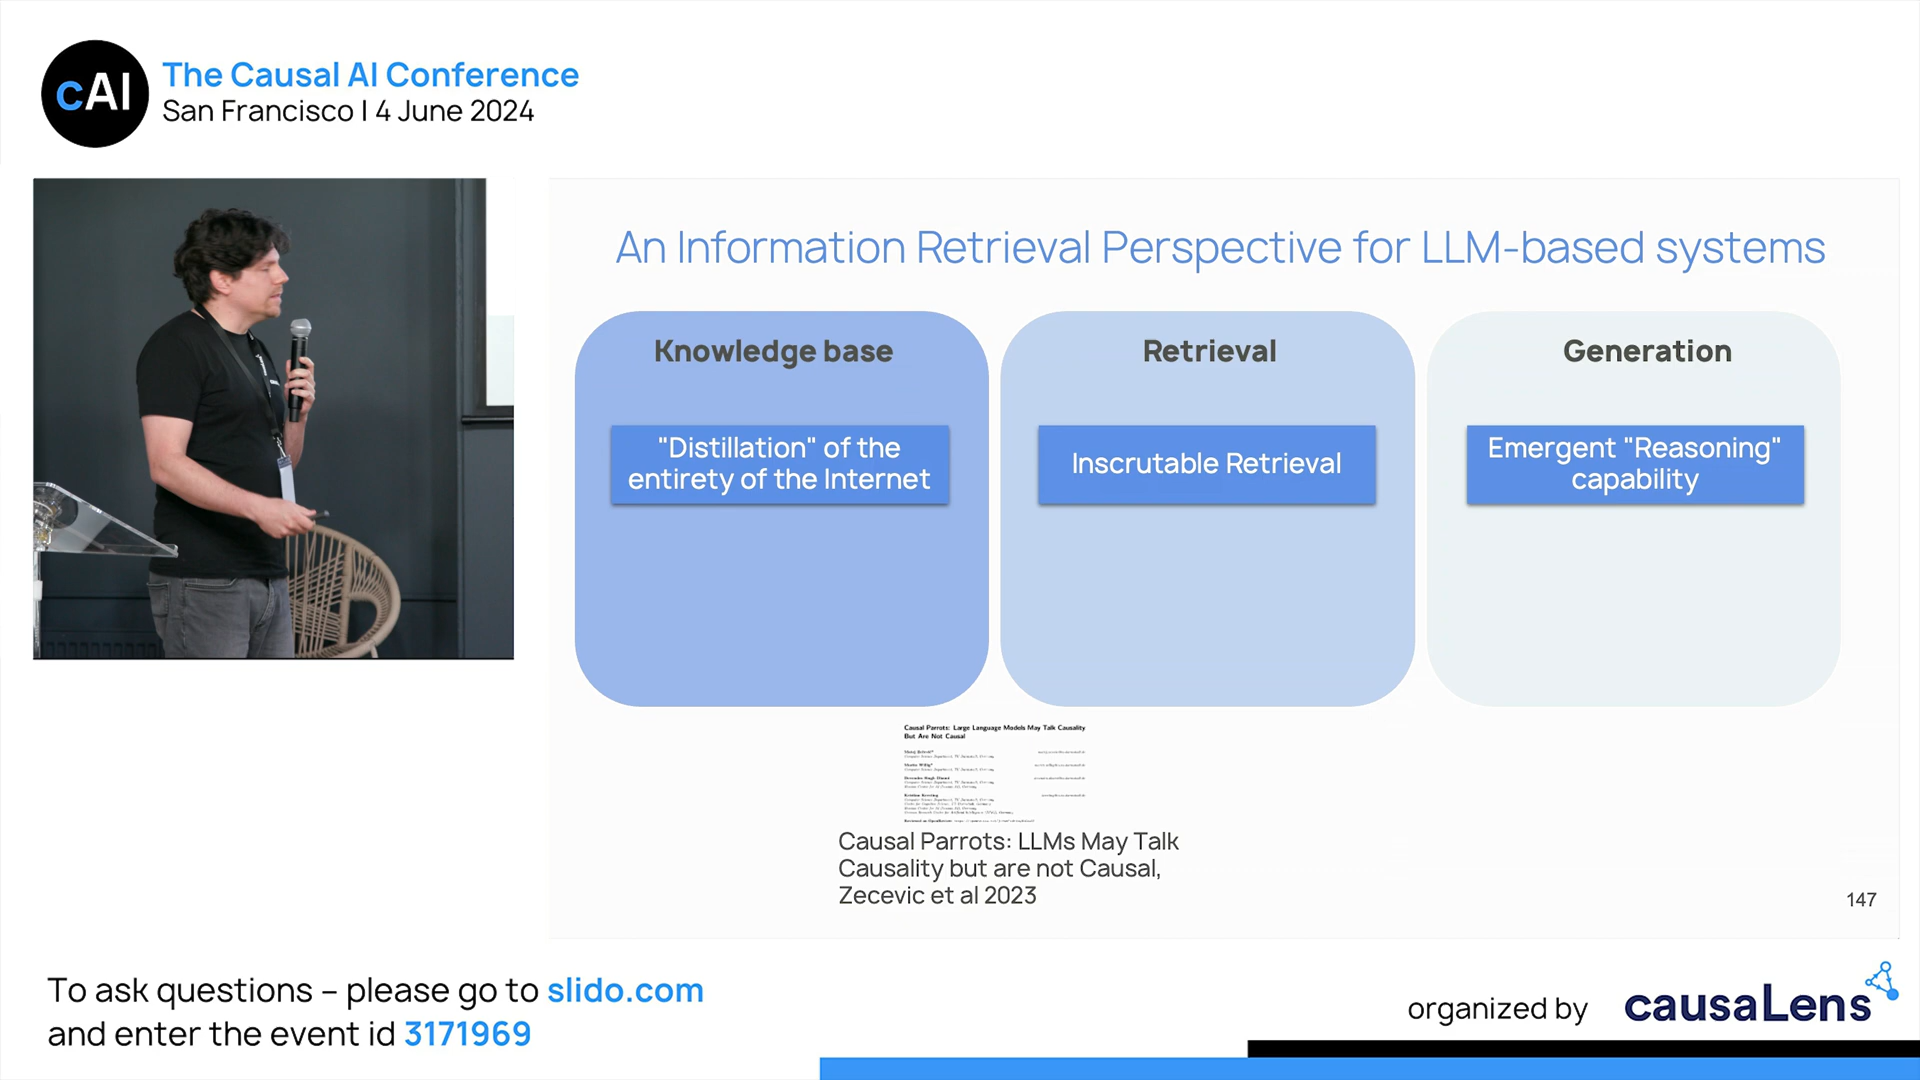 cAI
The Causal AI Conference
San Francisco | 4 June 2024
An Information Retrieval Perspective for LLM-based systems
Knowledge base
"Distillation" of the
entirety of the Internet
Retrieval
Inscrutable Retrieval
Generation
Emergent "Reasoning"
capability
Causal Parrots: Large Language Models May Talk Causality
But Are Not Causal
Causal Parrots: LLMs May Talk
Causality but are not Causal,
Zecevic et al 2023
147
To ask questions – please go to slido.com
and enter the event id 3171969
organized by
causaLens